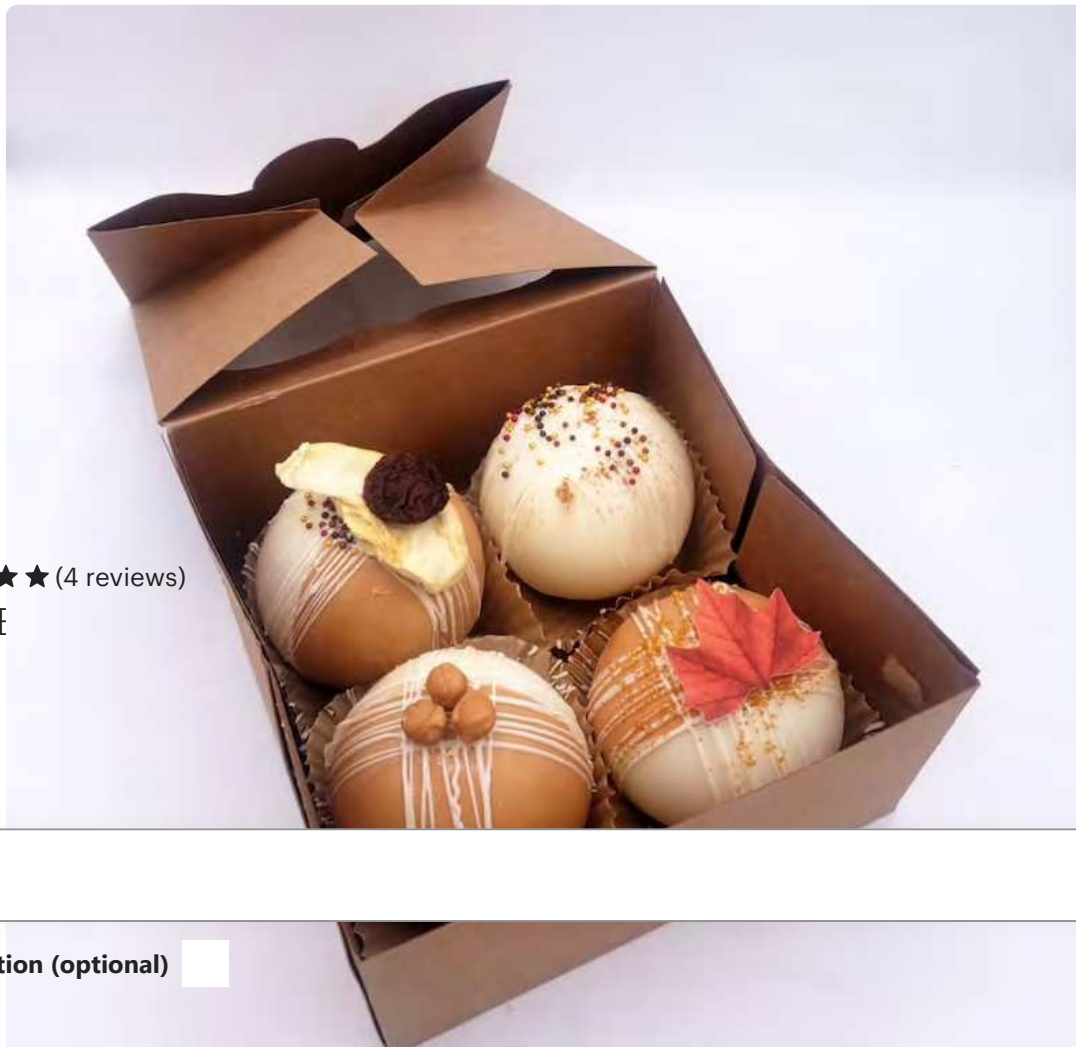 ★ ★ (4 reviews)
tion (optional)